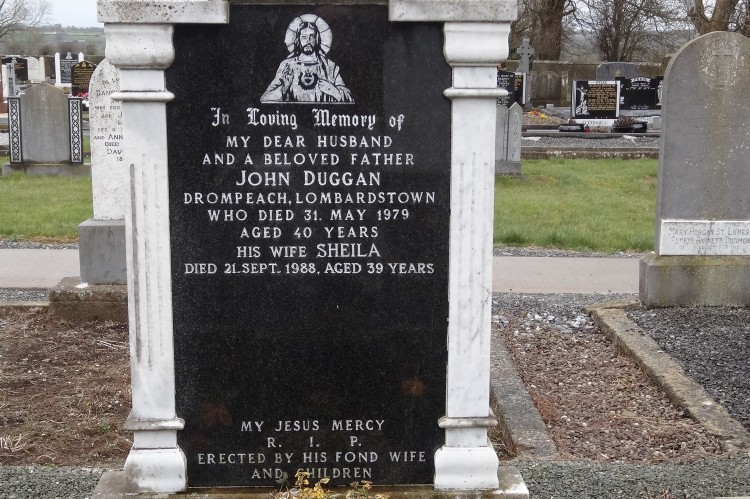 In Loving Memory of
MY DEAR HUSBAND
AND A BELOVED FATHER
JOHN DUGGAN
DROMPEACH, LOMBARDSTOWN
WHO DIED 31. MAY 1979
AGED 40 YEARS
HIS WIFE SHEILA
DIED 21. SEPT. 1988, AGED 39 YEARS
MY JESUS MERCY
R. I. P.
ERECTED BY HIS FOND WIFE
AND CHILDREN